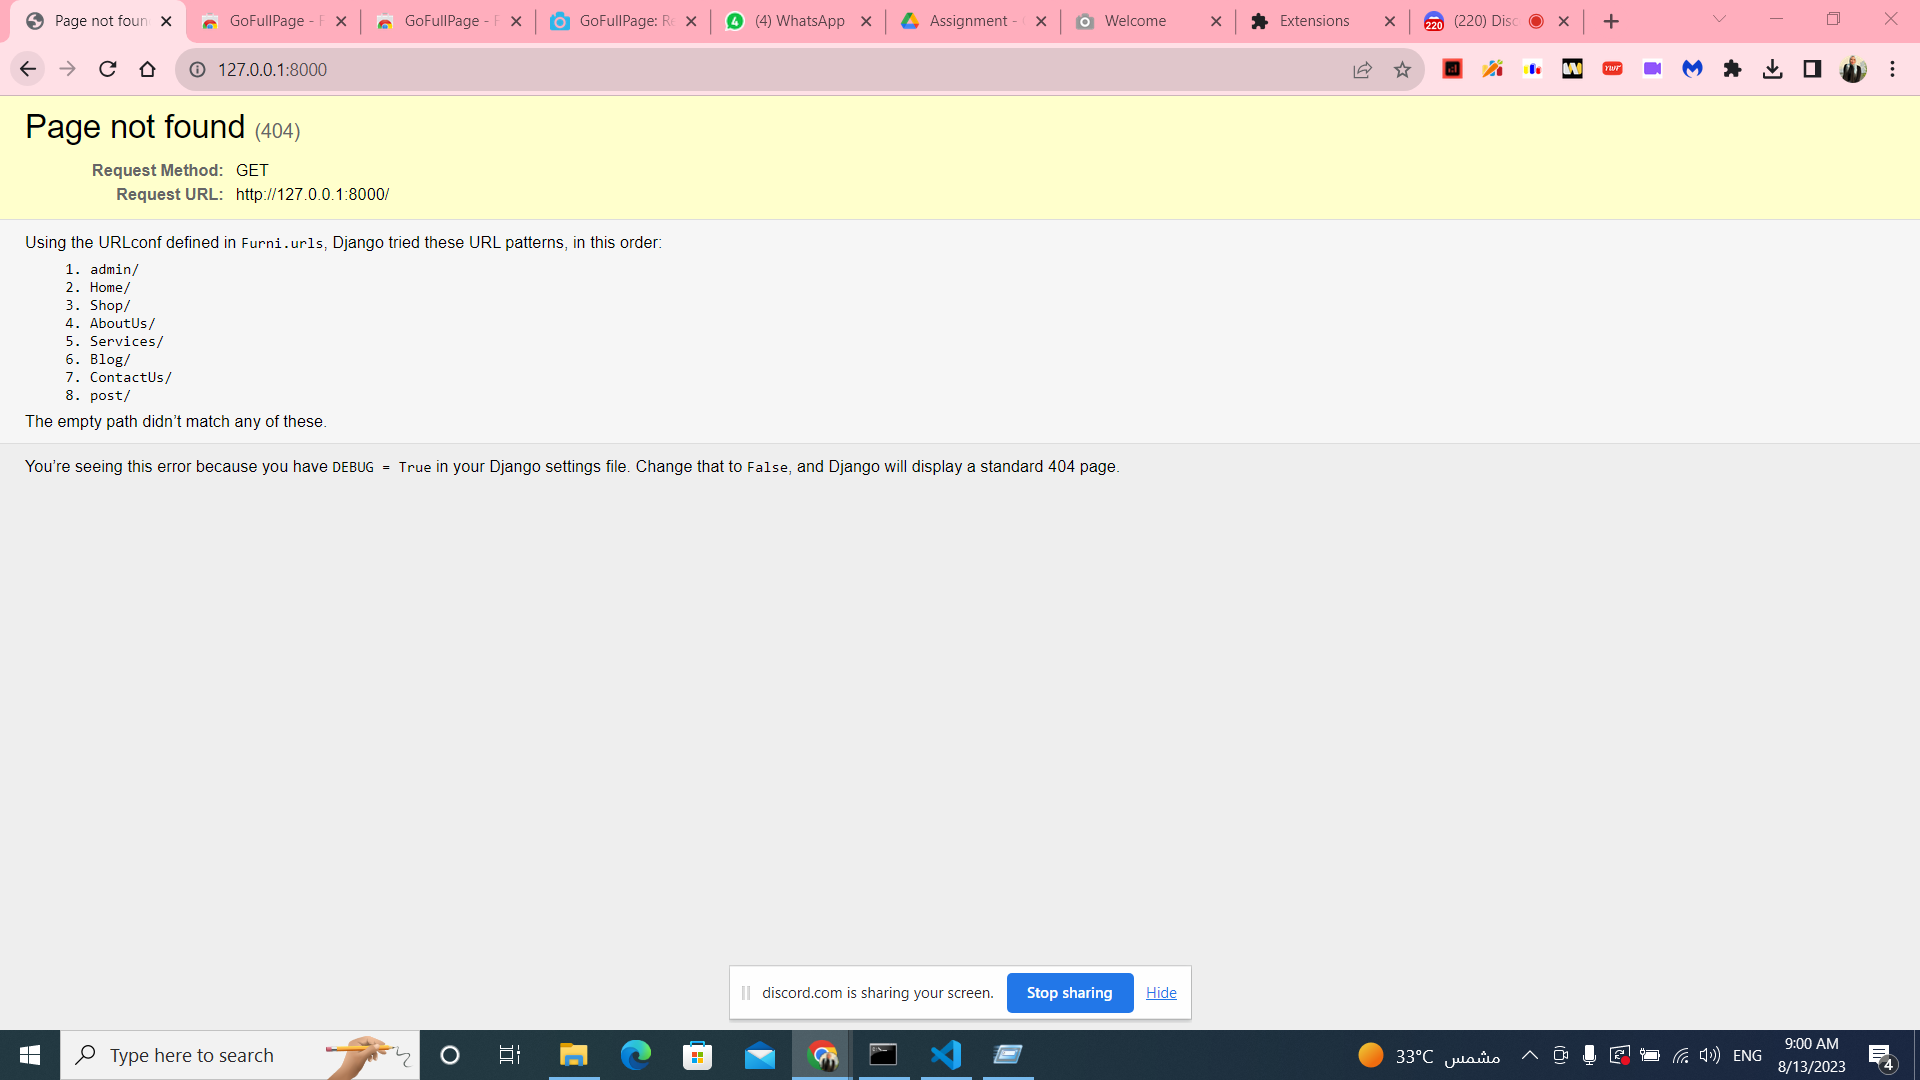 Page not foun
GoFullPage - F
GoFullPage - F
GoFullPage: Re
(4) WhatsApp
Assignment -
Welcome
Extensions
220
(220) Disc
127.0.0.1:8000
Page not found (404)
Request Method: GET
Request URL: http://127.0.0.1:8000/
Using the URLconf defined in Furni.urls, Django tried these URL patterns, in this order:
1. admin/
2. Home/
3. Shop/
4. AboutUs/
5. Services/
6. Blog/
7. ContactUs/
8. post/
The empty path didn’t match any of these.
You’re seeing this error because you have DEBUG = True in your Django settings file. Change that to False, and Django will display a standard 404 page.
discord.com is sharing your screen.
Stop sharing
Hide
Type here to search
33°C مشمس
ENG
9:00 AM
8/13/2023
4